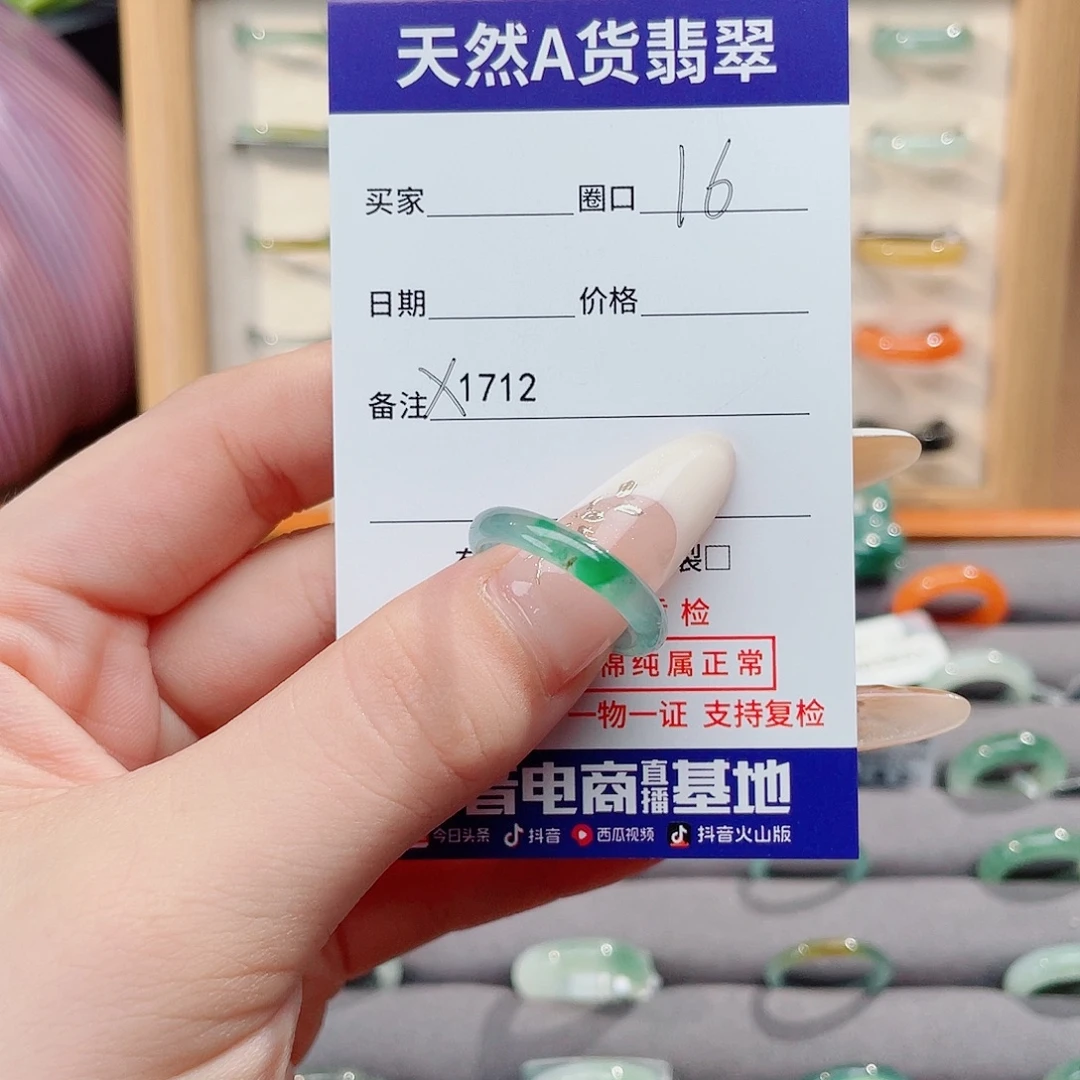 天然A货翡翠
买家 圈口 16
日期 价格
备注 X1712
裂□
检
棉纯属正常
一物一证 支持复检
音电商直播基地
今日头条 抖音 西瓜视频 抖音火山版